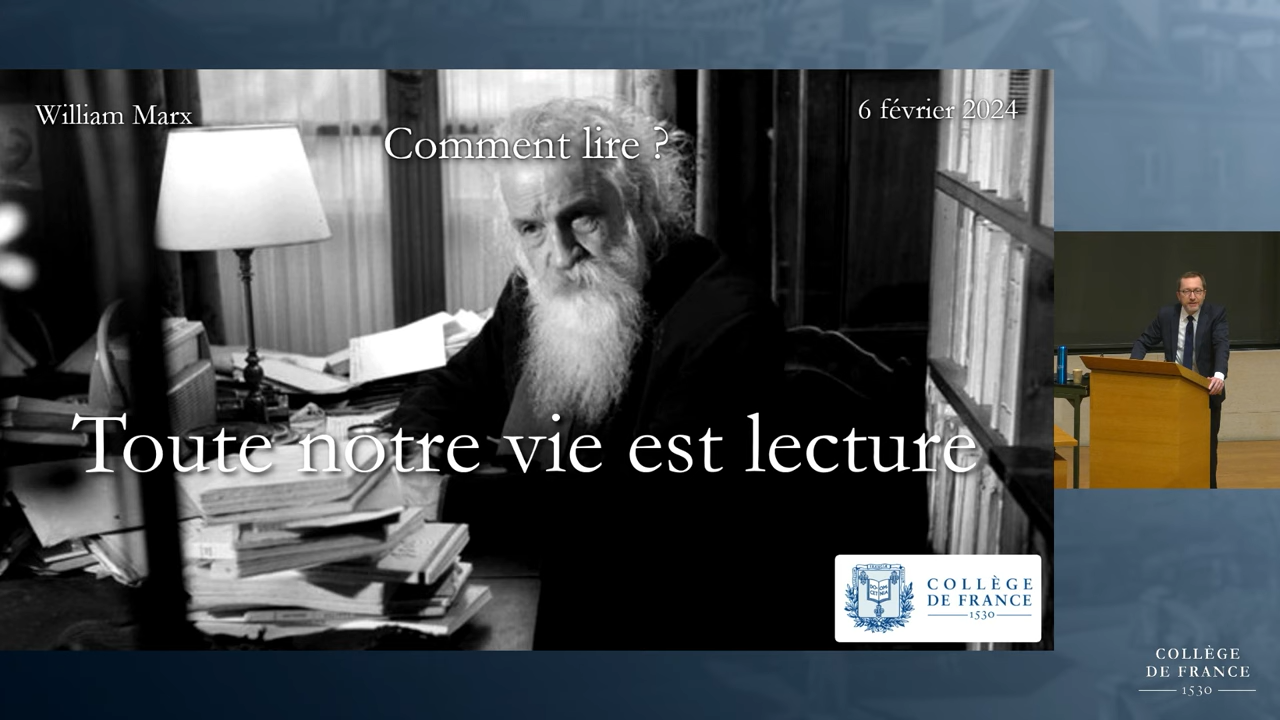 William Marx
6 février 2024
Comment lire ?
Toute notre vie est lecture
COLLÈGE
DE FRANCE
1530
COLLÈGE
DE FRANCE
1530